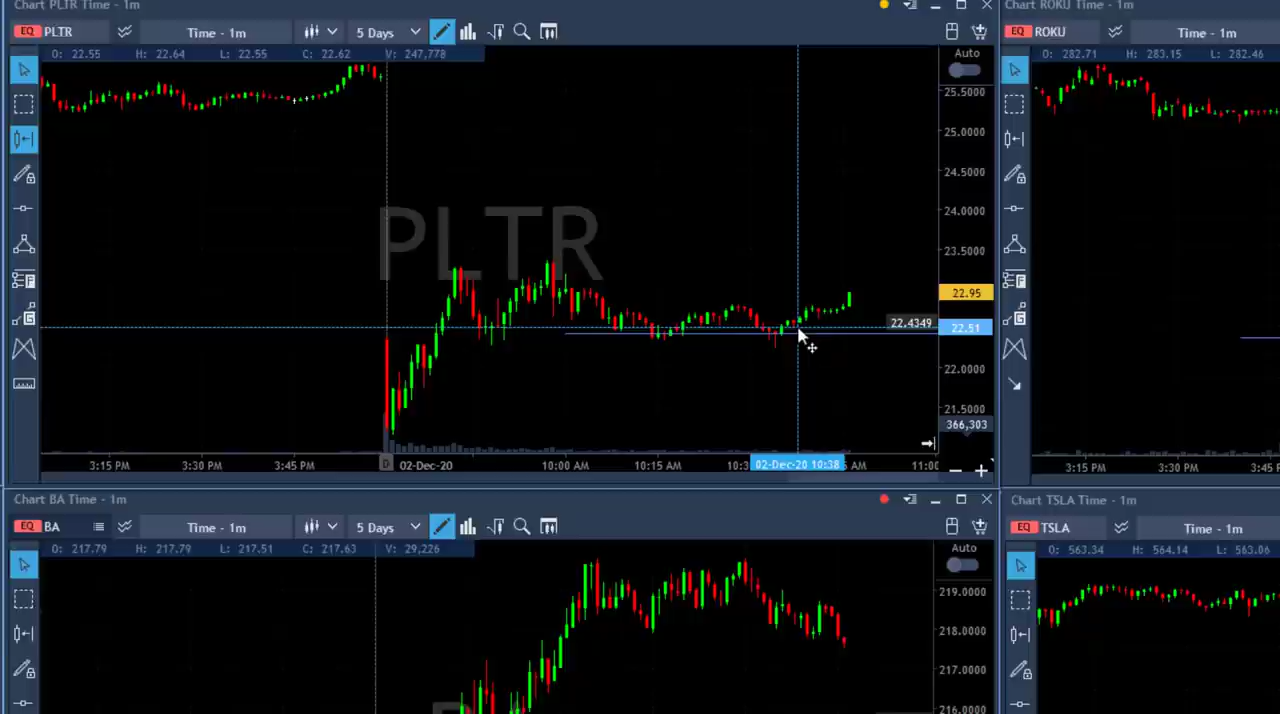 Chart PLTR Time - 1m
Chart ROKU Time - 1m
EQ PLTR Time - 1m 5 Days
EQ ROKU Time - 1m
O: 22.55 H: 22.64 L: 22.55 C: 22.62 V: 247,778
O: 282.71 H: 283.15 L: 282.46
Auto
25.5000
25.0000
24.5000
24.0000
PLTR
23.5000
22.95
22.4349
22.51
22.0000
21.5000
366,303
D
3:15 PM 3:30 PM 3:45 PM 02-Dec-20 10:00 AM 10:15 AM 10:3 02-Dec-20 10:38 AM 11:00
3:15 PM 3:30 PM 3:45 P
Chart BA Time - 1m
Chart TSLA Time - 1m
EQ BA Time - 1m 5 Days
EQ TSLA Time - 1m
O: 217.79 H: 217.79 L: 217.51 C: 217.63 V: 29,226
O: 563.34 H: 564.14 L: 563.06
Auto
219.0000
218.0000
217.0000
216.0000